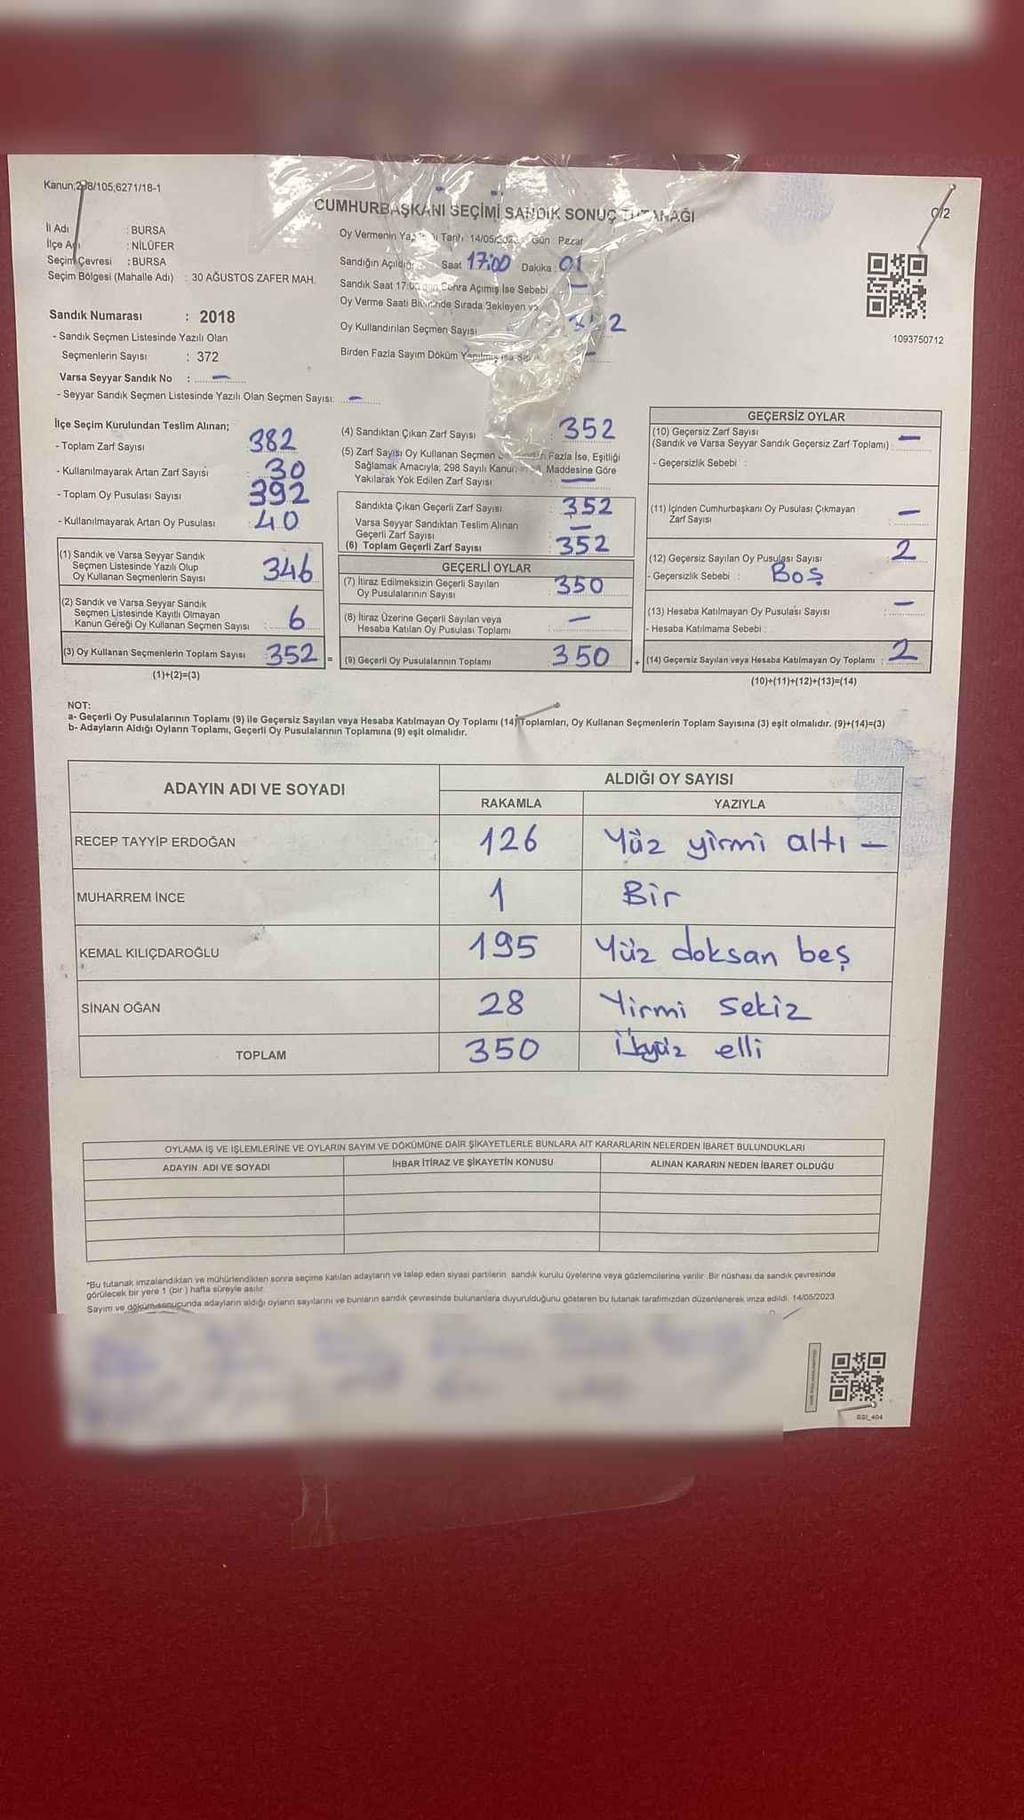 Kanun;298/105,6271/18-1
CUMHURBAŞKANI SEÇİMİ SANDIK SONUÇ TUTANAĞI
C/2
İl Adı : BURSA
İlçe Adı : NİLÜFER
Seçim Çevresi : BURSA
Seçim Bölgesi (Mahalle Adı) : 30 AĞUSTOS ZAFER MAH.
Oy Vermenin Tarih: 14/05/2023 Gün : Pazar
Sandığın Açıldığı Saat 17:00 Dakika : 01
Sandık Saat 17:00 Sonra Açımış İse Sebebi : —
Oy Verme Saati Sırada Bekleyen
Oy Kullandırılan Seçmen Sayısı 2
Birden Fazla Sayım Döküm –
1093750712
Sandık Numarası : 2018
- Sandık Seçmen Listesinde Yazılı Olan
Seçmenlerin Sayısı : 372
Varsa Seyyar Sandık No : —
- Seyyar Sandık Seçmen Listesinde Yazılı Olan Seçmen Sayısı: —
İlçe Seçim Kurulundan Teslim Alınan;
- Toplam Zarf Sayısı 382
- Kullanılmayarak Artan Zarf Sayısı 30
- Toplam Oy Pusulası Sayısı 392
- Kullanılmayarak Artan Oy Pusulası 40
(1) Sandık ve Varsa Seyyar Sandık
Seçmen Listesinde Yazılı Olup
Oy Kullanan Seçmenlerin Sayısı 346
(2) Sandık ve Varsa Seyyar Sandık
Seçmen Listesinde Kayıtlı Olmayan
Kanun Gereği Oy Kullanan Seçmen Sayısı 6
(3) Oy Kullanan Seçmenlerin Toplam Sayısı 352 =
(1)+(2)=(3)
(4) Sandıktan Çıkan Zarf Sayısı : 352
(5) Zarf Sayısı Oy Kullanan Seçmen Fazla İse, Eşitliği
Sağlamak Amacıyla; 298 Sayılı Maddesine Göre
Yakılarak Yok Edilen Zarf Sayısı : —
Sandıkta Çıkan Geçerli Zarf Sayısı : 352
Varsa Seyyar Sandıktan Teslim Alınan
Geçerli Zarf Sayısı : —
(6) Toplam Geçerli Zarf Sayısı : 352
GEÇERLİ OYLAR
(7) İtiraz Edilmeksizin Geçerli Sayılan
Oy Pusulalarının Sayısı 350
(8) İtiraz Üzerine Geçerli Sayılan veya
Hesaba Katılan Oy Pusulası Toplamı —
(9) Geçerli Oy Pusulalarının Toplamı 350 +
GEÇERSİZ OYLAR
(10) Geçersiz Zarf Sayısı
(Sandık ve Varsa Seyyar Sandık Geçersiz Zarf Toplamı) : —
- Geçersizlik Sebebi :
(11) İçinden Cumhurbaşkanı Oy Pusulası Çıkmayan
Zarf Sayısı —
(12) Geçersiz Sayılan Oy Pusulası Sayısı 2
- Geçersizlik Sebebi : Boş
(13) Hesaba Katılmayan Oy Pusulası Sayısı —
- Hesaba Katılmama Sebebi :
(14) Geçersiz Sayılan veya Hesaba Katılmayan Oy Toplamı : 2
(10)+(11)+(12)+(13)=(14)
NOT:
a- Geçerli Oy Pusulalarının Toplamı (9) ile Geçersiz Sayılan veya Hesaba Katılmayan Oy Toplamı (14) Toplamları, Oy Kullanan Seçmenlerin Toplam Sayısına (3) eşit olmalıdır. (9)+(14)=(3)
b- Adayların Aldığı Oyların Toplamı, Geçerli Oy Pusulalarının Toplamına (9) eşit olmalıdır.
ADAYIN ADI VE SOYADI ALDIĞI OY SAYISI
RAKAMLA YAZIYLA
RECEP TAYYİP ERDOĞAN 126 Yüz yirmi altı —
MUHARREM İNCE 1 Bir
KEMAL KILIÇDAROĞLU 195 Yüz doksan beş
SİNAN OĞAN 28 Yirmi sekiz
TOPLAM 350 elli
OYLAMA İŞ VE İŞLEMLERİNE VE OYLARIN SAYIM VE DÖKÜMÜNE DAİR ŞİKAYETLERLE BUNLARA AİT KARARLARIN NELERDEN İBARET BULUNDUKLARI
ADAYIN ADI VE SOYADI İHBAR İTİRAZ VE ŞİKAYETİN KONUSU ALINAN KARARIN NEDEN İBARET OLDUĞU
*Bu tutanak imzalandıktan ve mühürlendikten sonra seçime katılan adayların ve talep eden siyasi partilerin sandık kurulu üyelerine veya gözlemcilerine verilir. Bir nüshası da sandık çevresinde
görülecek bir yere 1 (bir) hafta süreyle asılır.
Sayım ve döküm sonucunda adayların aldığı oyların sayılarını ve bunların sandık çevresinde bulunanlara duyurulduğunu gösteren bu tutanak tarafımızdan düzenlenerek imza edildi. 14/05/2023
SSI_404